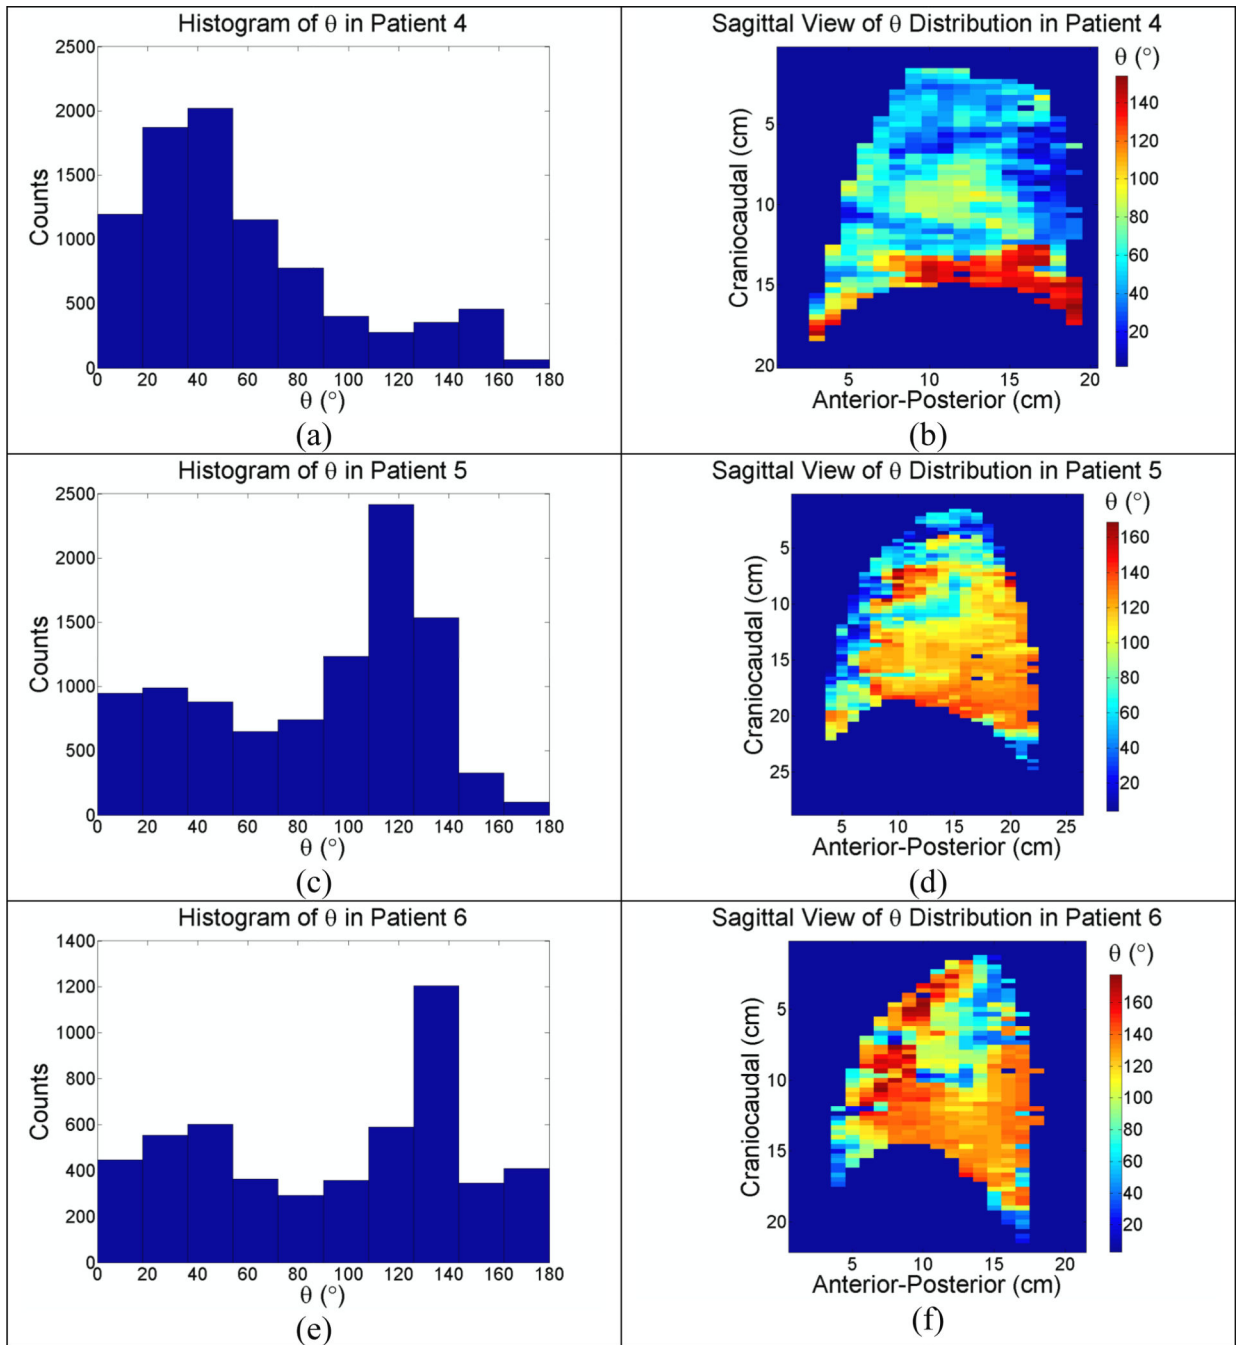 Histogram of θ in Patient 4
2500
2000
1500
1000
500
0
Counts
0 20 40 60 80 100 120 140 160 180
θ (°)
(a)
Sagittal View of θ Distribution in Patient 4
θ (°)
5
10
15
20
Craniocaudal (cm)
5 10 15 20
Anterior-Posterior (cm)
140
120
100
80
60
40
20
(b)
Histogram of θ in Patient 5
2500
2000
1500
1000
500
0
Counts
0 20 40 60 80 100 120 140 160 180
θ (°)
(c)
Sagittal View of θ Distribution in Patient 5
θ (°)
5
10
15
20
25
Craniocaudal (cm)
5 10 15 20 25
Anterior-Posterior (cm)
160
140
120
100
80
60
40
20
(d)
Histogram of θ in Patient 6
1400
1200
1000
800
600
400
200
0
Counts
0 20 40 60 80 100 120 140 160 180
θ (°)
(e)
Sagittal View of θ Distribution in Patient 6
θ (°)
5
10
15
20
Craniocaudal (cm)
5 10 15 20
Anterior-Posterior (cm)
160
140
120
100
80
60
40
20
(f)